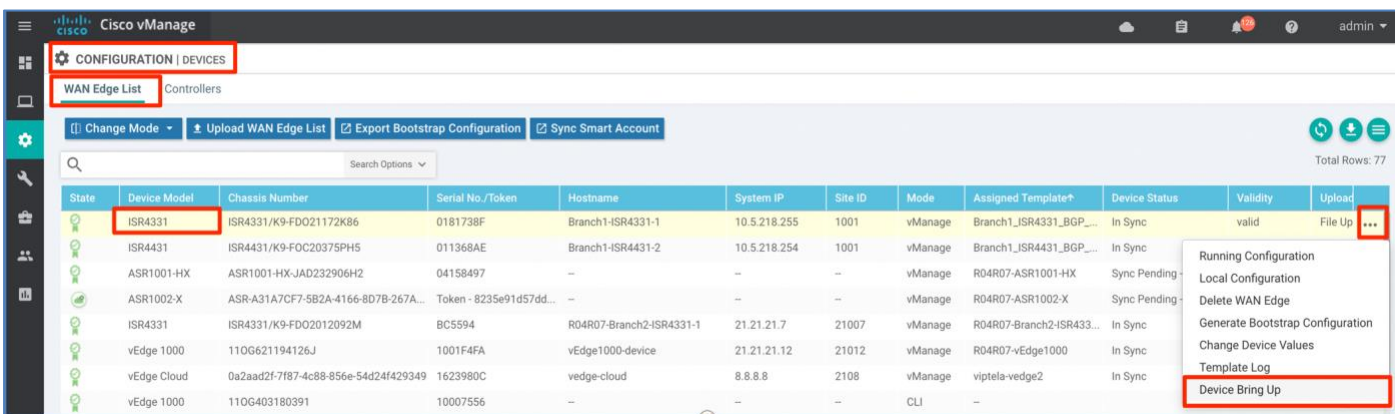 cisco Cisco vManage 126 admin
CONFIGURATION | DEVICES
WAN Edge List Controllers
Change Mode Upload WAN Edge List Export Bootstrap Configuration Sync Smart Account
Search Options Total Rows: 77
State Device Model Chassis Number Serial No./Token Hostname System IP Site ID Mode Assigned Template↑ Device Status Validity Upload
ISR4331 ISR4331/K9-FDO21172K86 0181738F Branch1-ISR4331-1 10.5.218.255 1001 vManage Branch1_ISR4331_BGP_... In Sync valid File Up ...
ISR4431 ISR4431/K9-FOC20375PH5 011368AE Branch1-ISR4431-2 10.5.218.254 1001 vManage Branch1_ISR4431_BGP_... In Sync
ASR1001-HX ASR1001-HX-JAD232906H2 04158497 -- -- -- vManage R04R07-ASR1001-HX Sync Pending -
ASR1002-X ASR-A31A7CF7-5B2A-4166-8D7B-267A... Token - 8235e91d57dd... -- -- -- vManage R04R07-ASR1002-X Sync Pending -
ISR4331 ISR4331/K9-FDO2012092M BC5594 R04R07-Branch2-ISR4331-1 21.21.21.7 21007 vManage R04R07-Branch2-ISR433... In Sync
vEdge 1000 110G621194126J 1001F4FA vEdge1000-device 21.21.21.12 21012 vManage R04R07-vEdge1000 In Sync
vEdge Cloud 0a2aad2f-7f87-4c88-856e-54d24f429349 1623980C vedge-cloud 8.8.8.8 2108 vManage viptela-vedge2 In Sync
vEdge 1000 110G403180391 10007556 -- -- -- CLI --
Running Configuration
Local Configuration
Delete WAN Edge
Generate Bootstrap Configuration
Change Device Values
Template Log
Device Bring Up